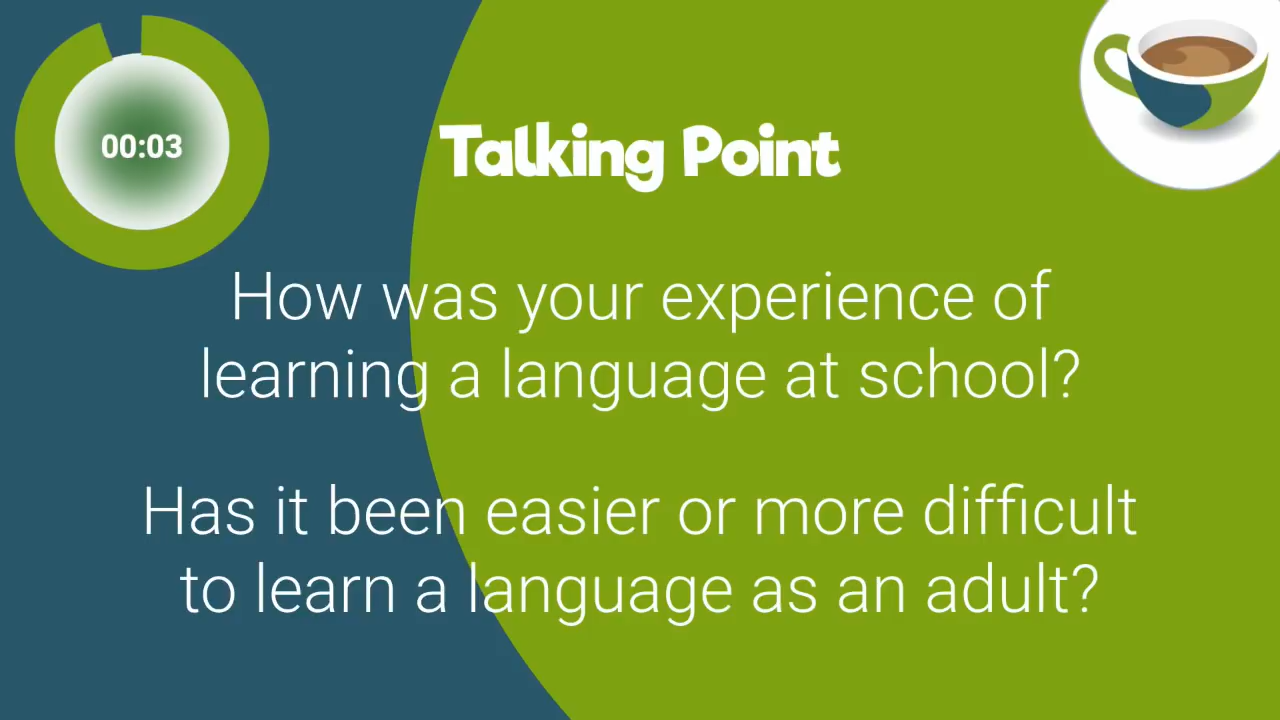 00:03
Talking Point
How was your experience of
learning a language at school?
Has it been easier or more difficult
to learn a language as an adult?